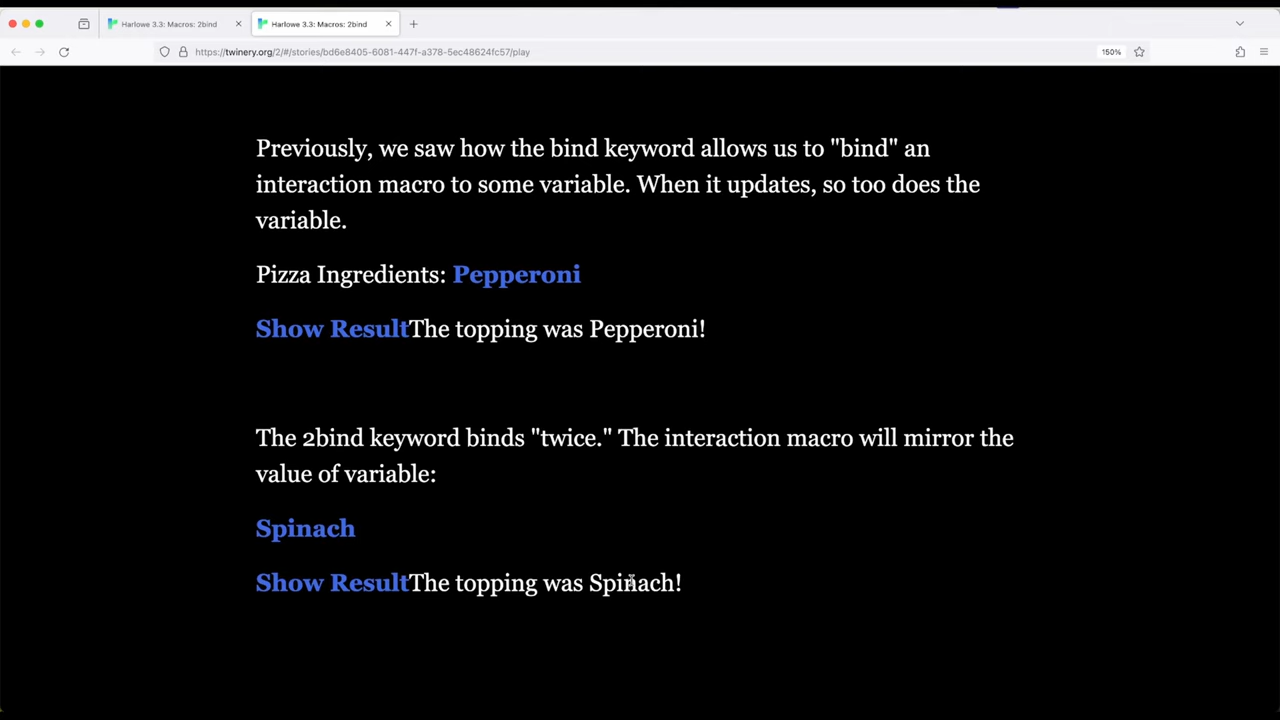 Harlowe 3.3: Macros: 2bind
Harlowe 3.3: Macros: 2bind
https://twinery.org/2/#/stories/bd6e8405-6081-447f-a378-5ec48624fc57/play
150%
Previously, we saw how the bind keyword allows us to "bind" an
interaction macro to some variable. When it updates, so too does the
variable.
Pizza Ingredients: Pepperoni
Show ResultThe topping was Pepperoni!
The 2bind keyword binds "twice." The interaction macro will mirror the
value of variable:
Spinach
Show ResultThe topping was Spinach!